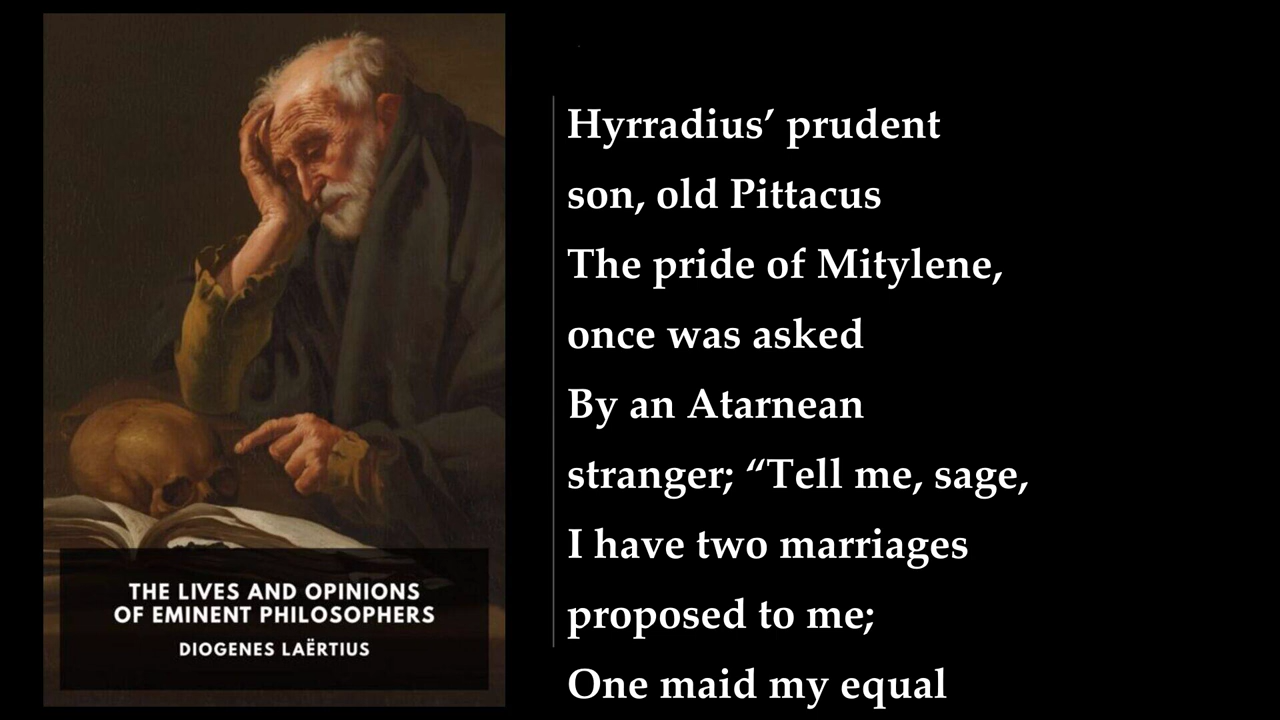 THE LIVES AND OPINIONS
OF EMINENT PHILOSOPHERS
DIOGENES LAËRTIUS
Hyrradius’ prudent
son, old Pittacus
The pride of Mitylene,
once was asked
By an Atarnean
stranger; “Tell me, sage,
I have two marriages
proposed to me;
One maid my equal